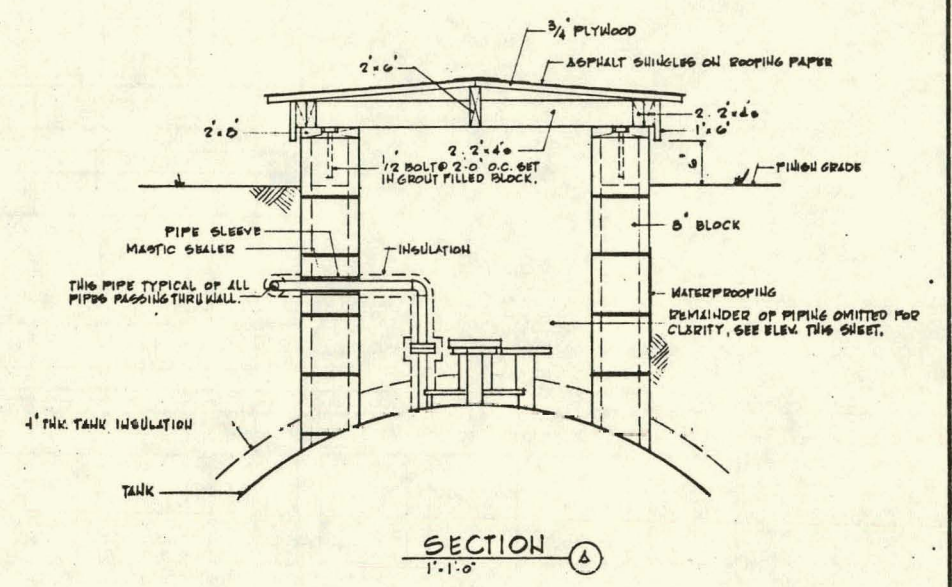 3/4" PLYWOOD
ASPHALT SHINGLES ON ROOFING PAPER
2"x6"
2"x8"
2-2"x4's
1"x6"
2-2"x4's
1/2 BOLT@ 2'-0" O.C. SET
IN GROUT FILLED BLOCK.
FINISH GRADE
PIPE SLEEVE
MASTIC SEALER
INSULATION
8" BLOCK
THIS PIPE TYPICAL OF ALL
PIPES PASSING THRU WALL.
WATERPROOFING
REMAINDER OF PIPING OMITTED FOR
CLARITY, SEE ELEV. THIS SHEET.
4" THK. TANK INSULATION
TANK
SECTION
1"=1'-0"